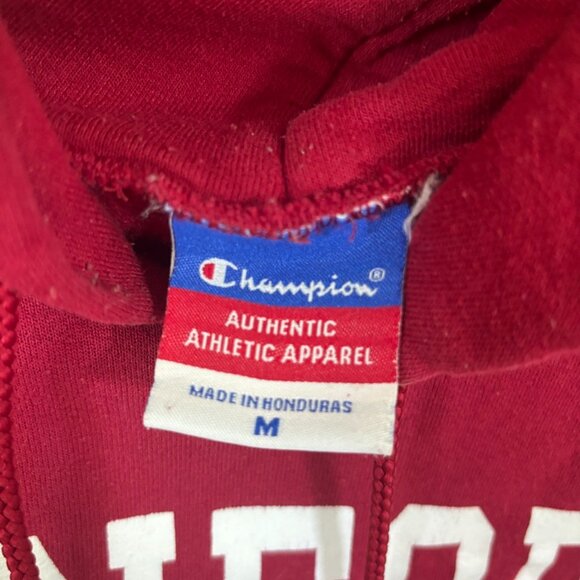 Champion®
AUTHENTIC
ATHLETIC APPAREL
MADE IN HONDURAS
M